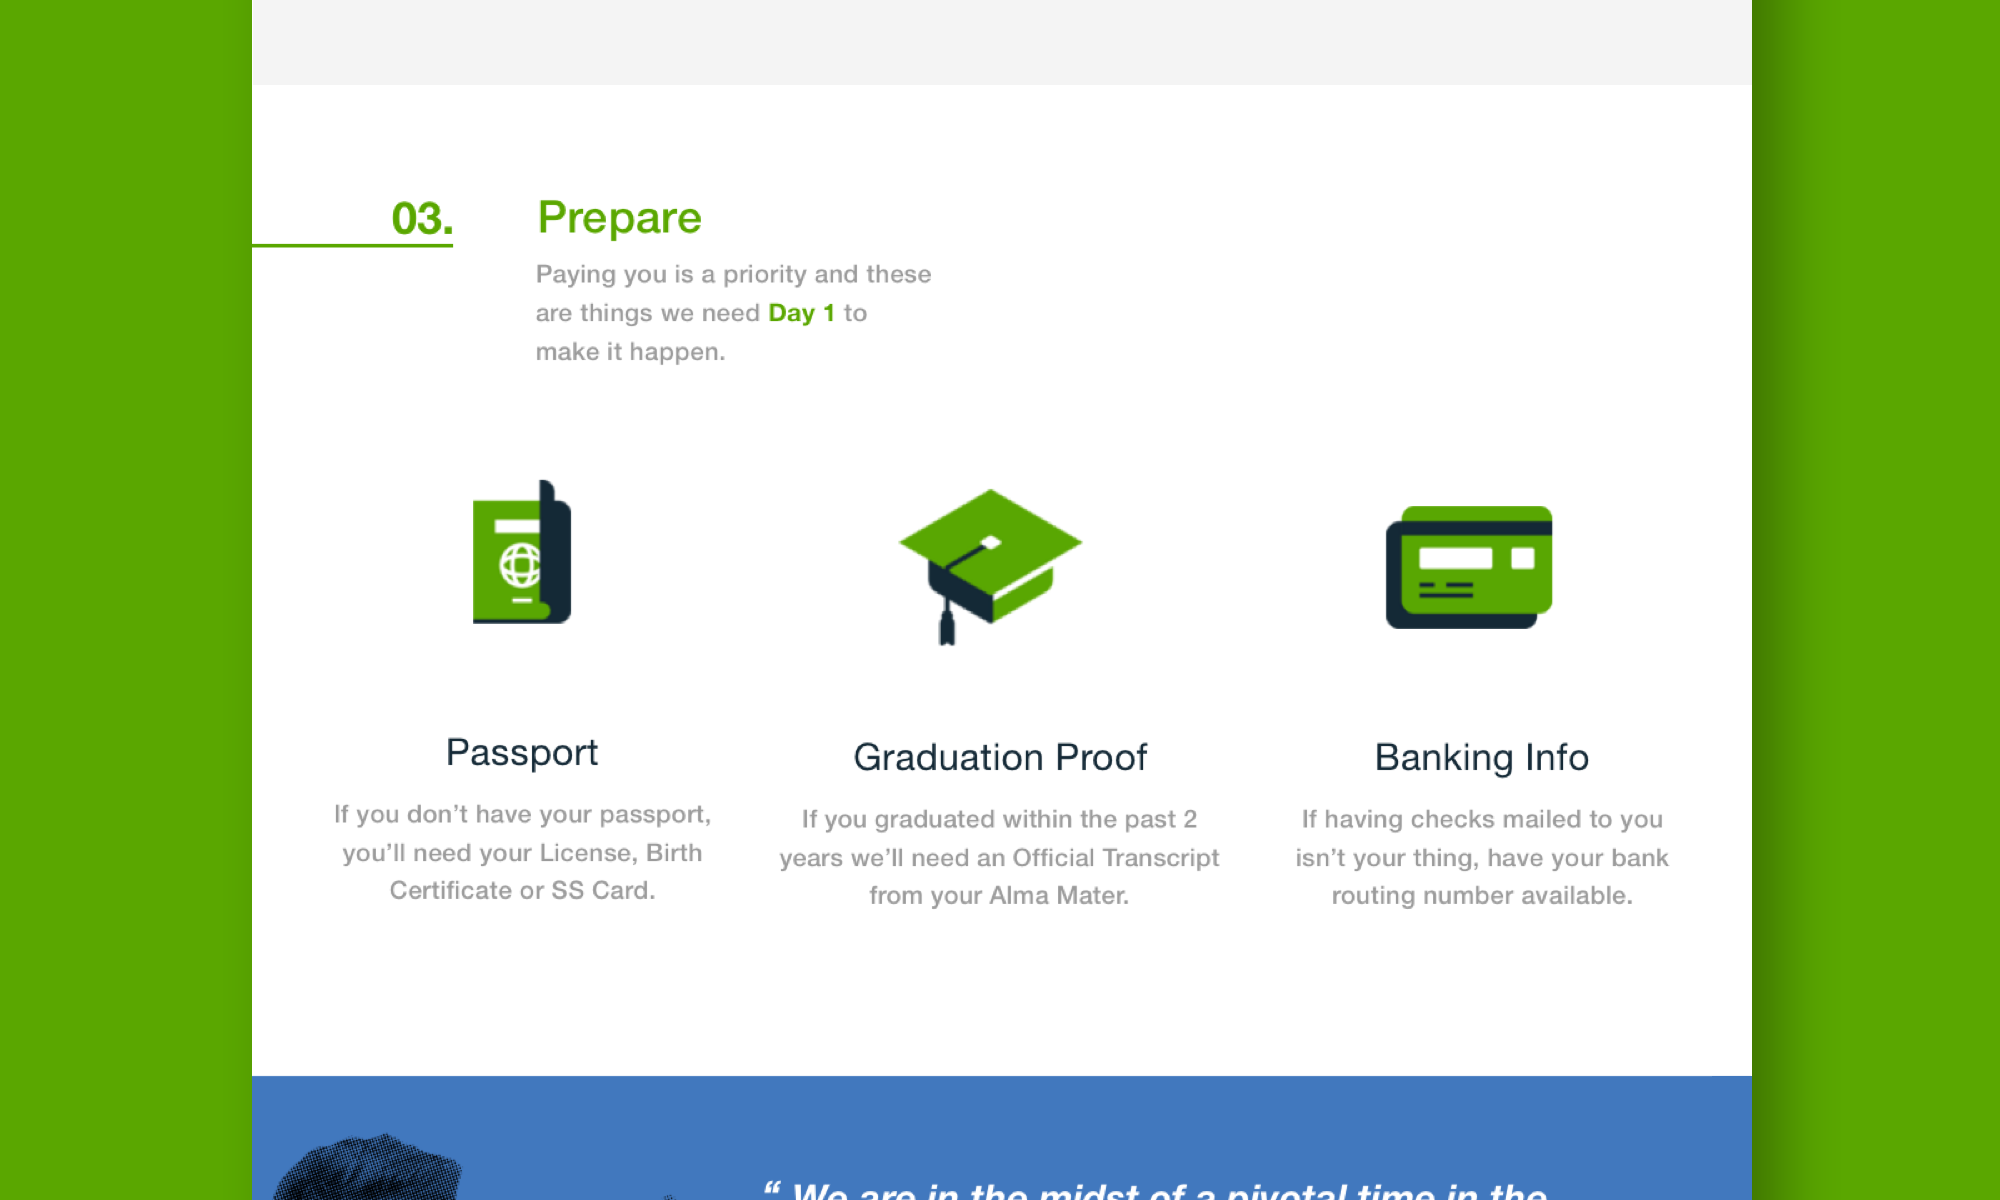 03.
Prepare
Paying you is a priority and these
are things we need Day 1 to
make it happen.
Passport
If you don’t have your passport,
you’ll need your License, Birth
Certificate or SS Card.
Graduation Proof
If you graduated within the past 2
years we’ll need an Official Transcript
from your Alma Mater.
Banking Info
If having checks mailed to you
isn’t your thing, have your bank
routing number available.
“ We are in the midst of a pivotal time in the